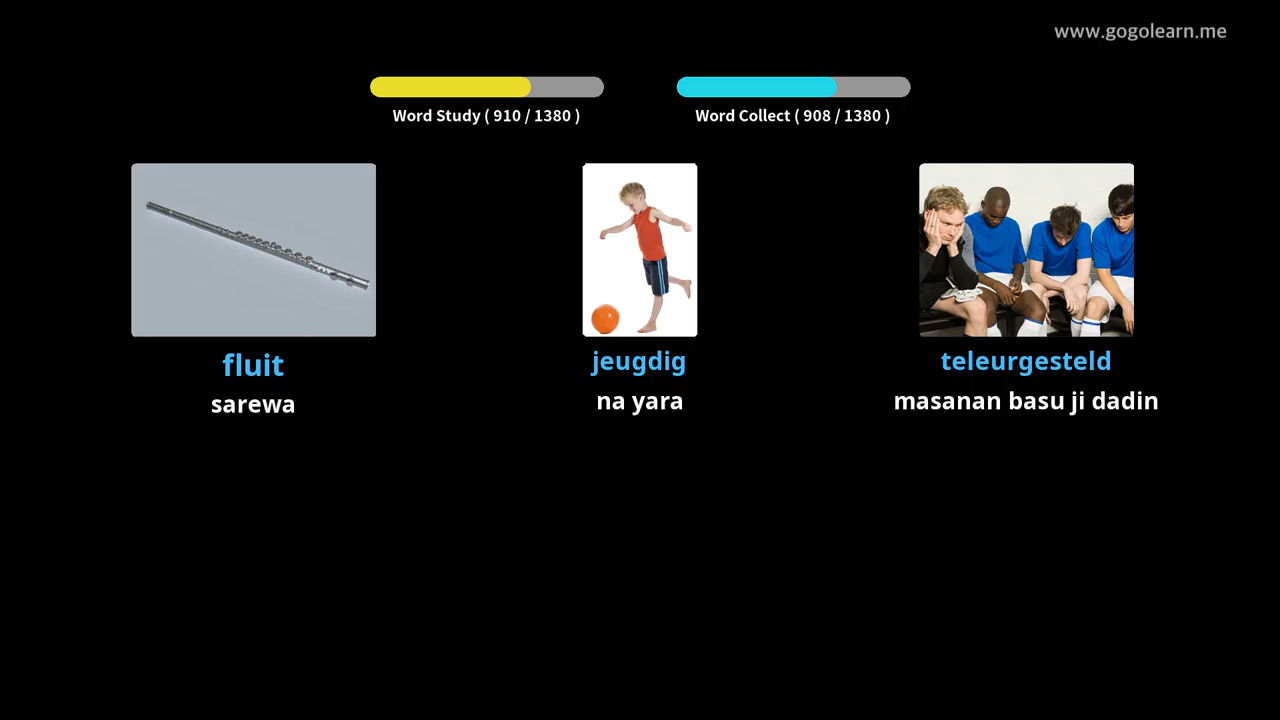 www.gogolearn.me
Word Study ( 910 / 1380 )
Word Collect ( 908 / 1380 )
fluit
sarewa
jeugdig
na yara
teleurgesteld
masanan basu ji dadin